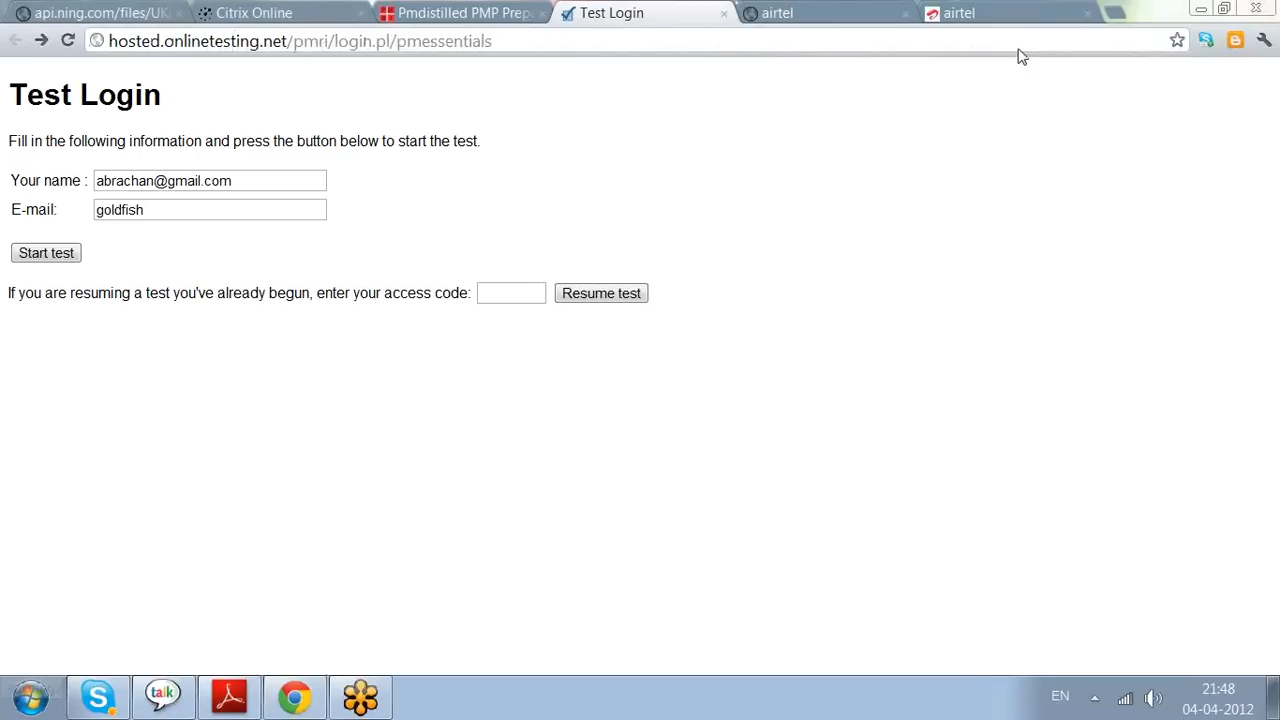 api.ning.com/files/UK
Citrix Online
Pmdistilled PMP Prep
Test Login
airtel
airtel
hosted.onlinetesting.net/pmri/login.pl/pmessentials
Test Login
Fill in the following information and press the button below to start the test.
Your name : abrachan@gmail.com
E-mail: goldfish
Start test
If you are resuming a test you've already begun, enter your access code: Resume test
talk
EN
21:48
04-04-2012